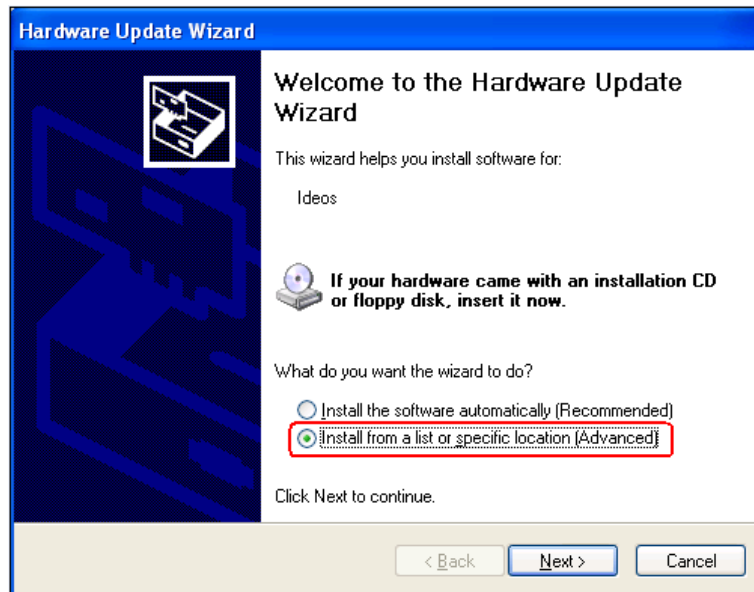 Hardware Update Wizard
Welcome to the Hardware Update
Wizard
This wizard helps you install software for:
Ideos
If your hardware came with an installation CD
or floppy disk, insert it now.
What do you want the wizard to do?
Install the software automatically (Recommended)
Install from a list or specific location (Advanced)
Click Next to continue.
< Back Next > Cancel